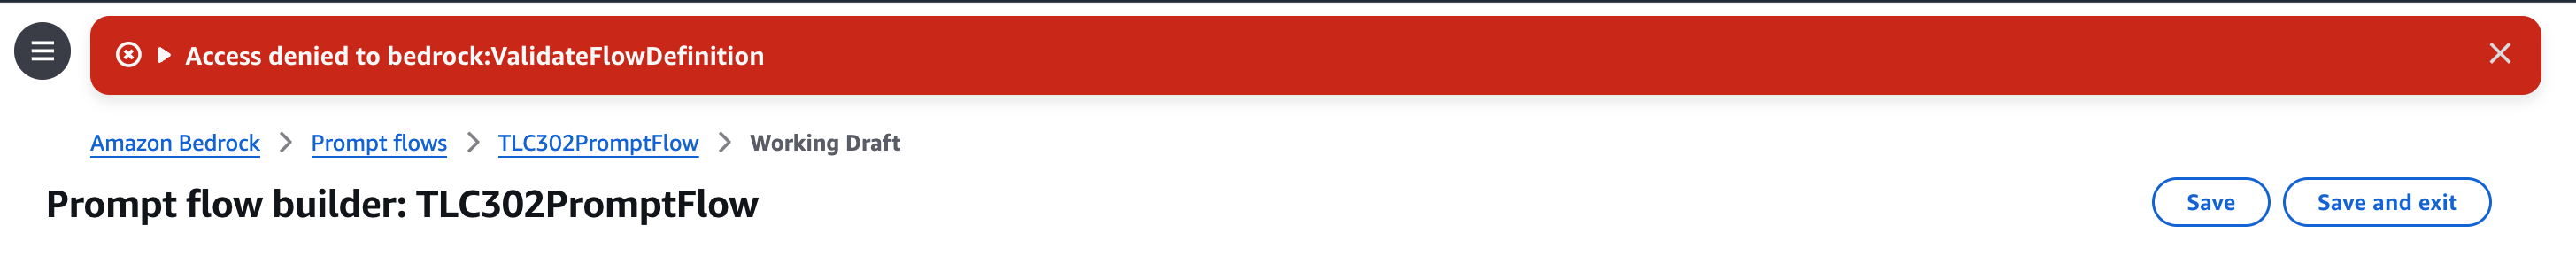 Access denied to bedrock:ValidateFlowDefinition
Amazon Bedrock > Prompt flows > TLC302PromptFlow > Working Draft
Prompt flow builder: TLC302PromptFlow
Save
Save and exit